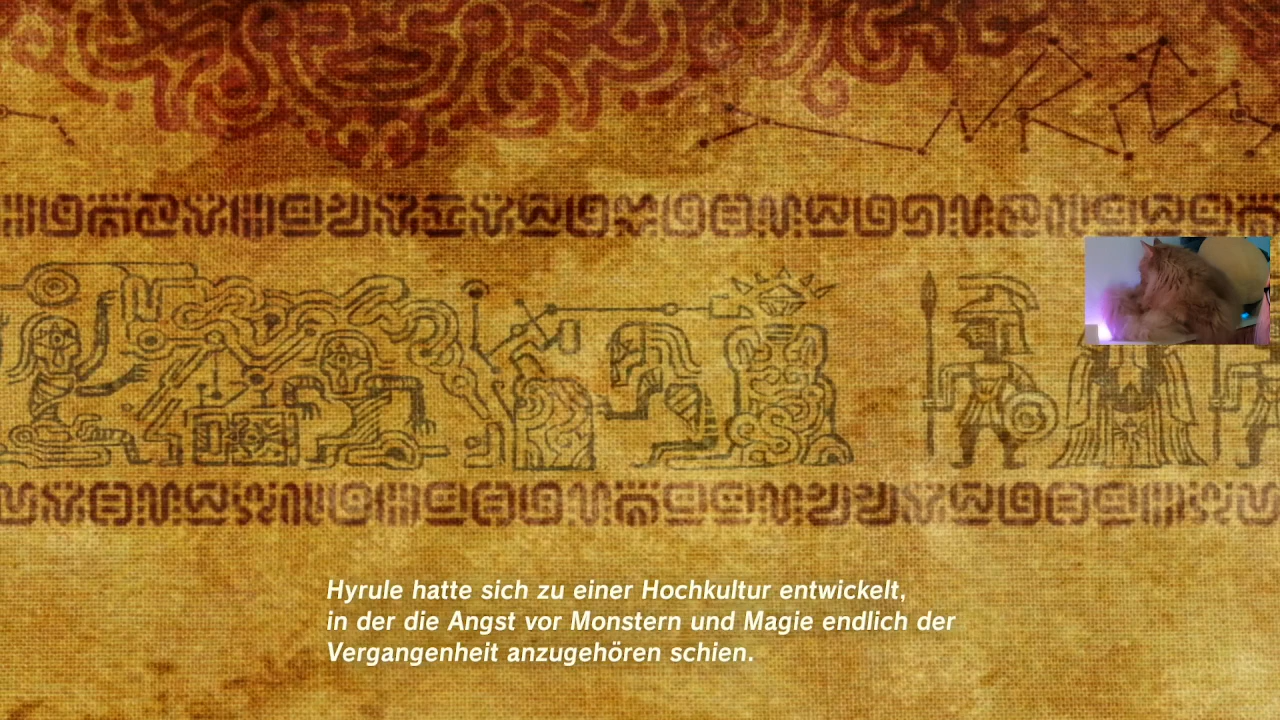 Hyrule hatte sich zu einer Hochkultur entwickelt,
in der die Angst vor Monstern und Magie endlich der
Vergangenheit anzugehören schien.